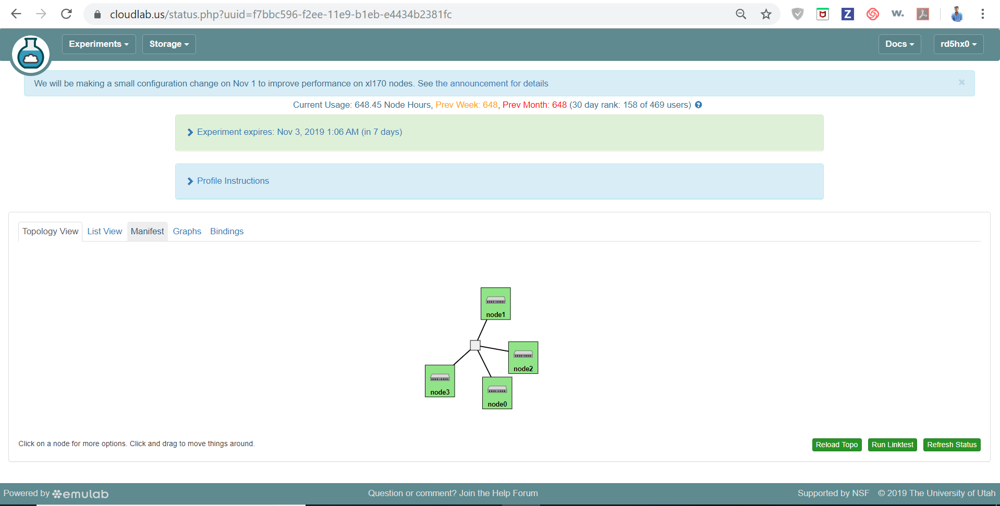 cloudlab.us/status.php?uuid=f7bbc596-f2ee-11e9-b1eb-e4434b2381fc
Z
w.
Experiments
Storage
Docs
rd5hx0
We will be making a small configuration change on Nov 1 to improve performance on xl170 nodes. See the announcement for details
×
Current Usage: 648.45 Node Hours, Prev Week: 648, Prev Month: 648 (30 day rank: 158 of 469 users) ?
Experiment expires: Nov 3, 2019 1:06 AM (in 7 days)
Profile Instructions
Topology View List View Manifest Graphs Bindings
node1
node2
node3
node0
Click on a node for more options. Click and drag to move things around.
Reload Topo Run Linktest Refresh Status
Powered by emulab
Question or comment? Join the Help Forum
Supported by NSF © 2019 The University of Utah